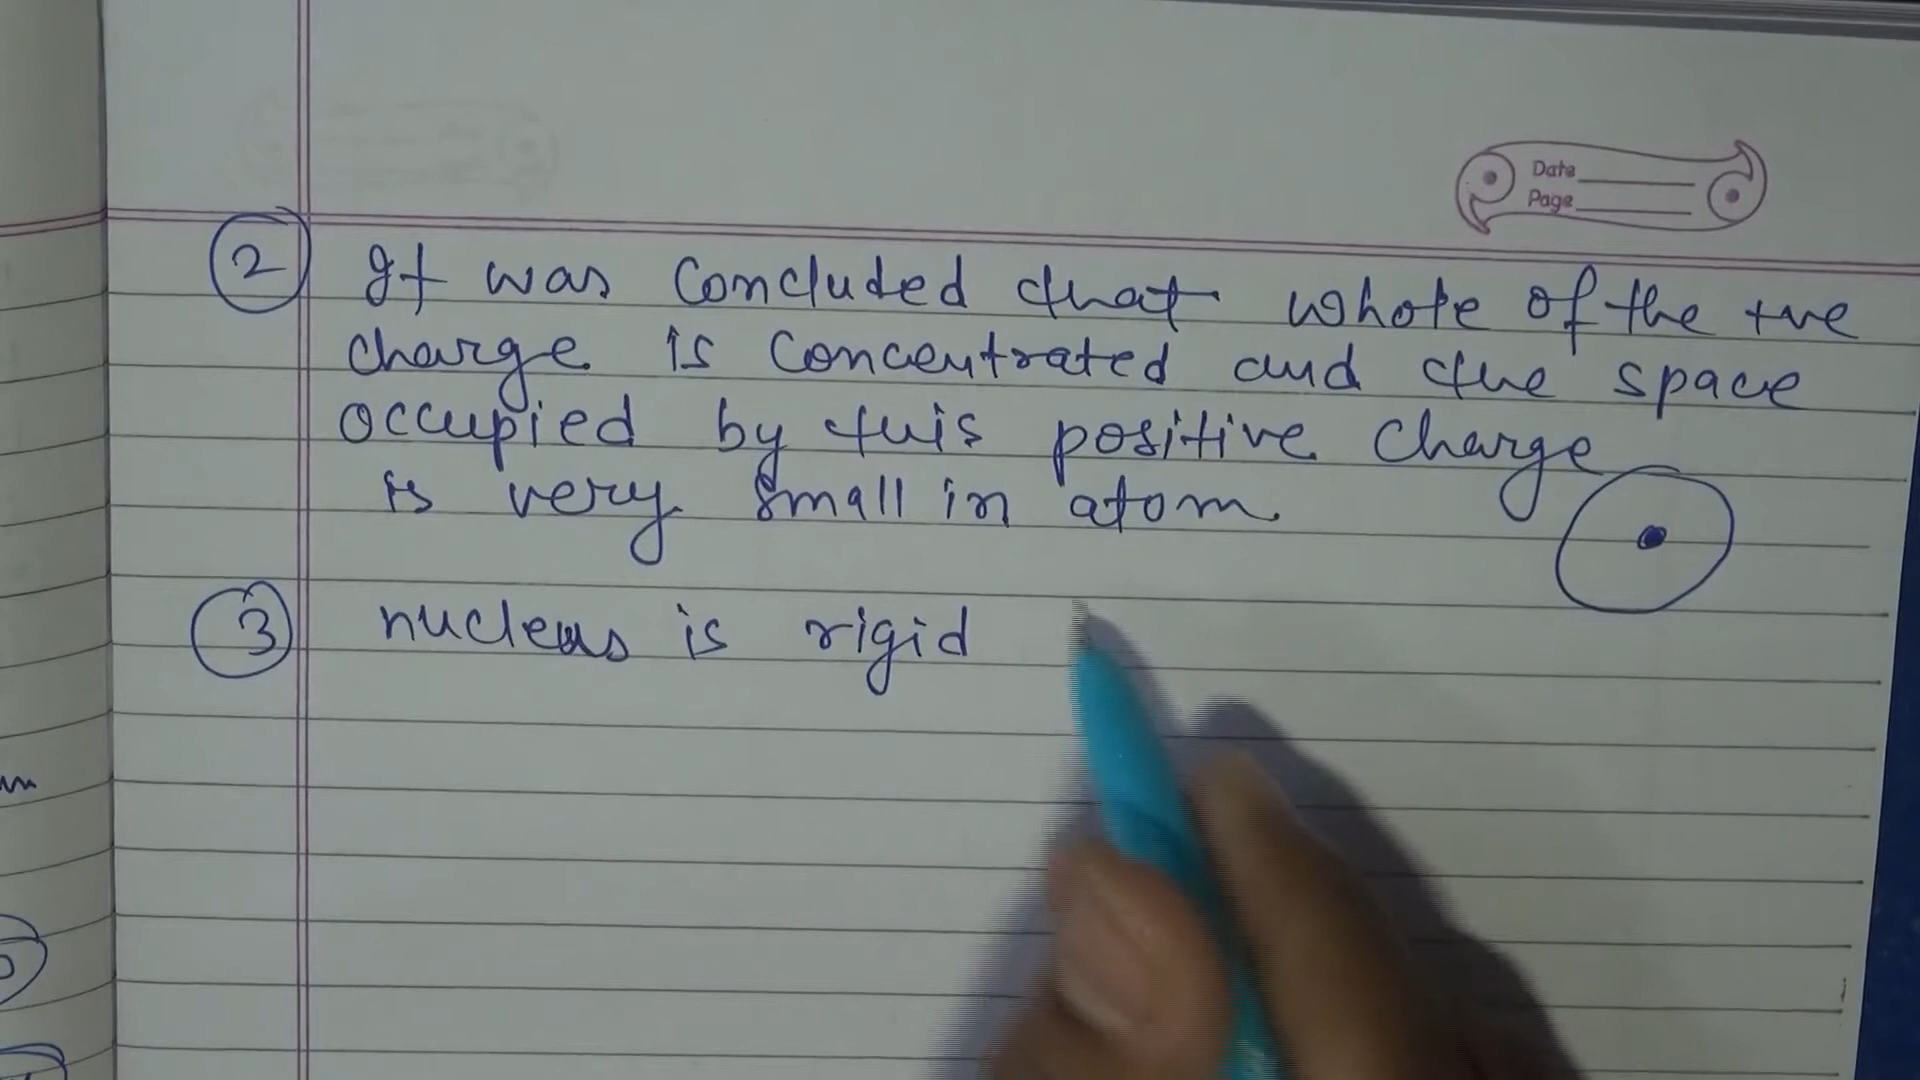 Date
Page
2 It was concluded that whole of the +ve
charge is concentrated and the space
occupied by this positive charge
is very small in atom.
3 nucleus is rigid